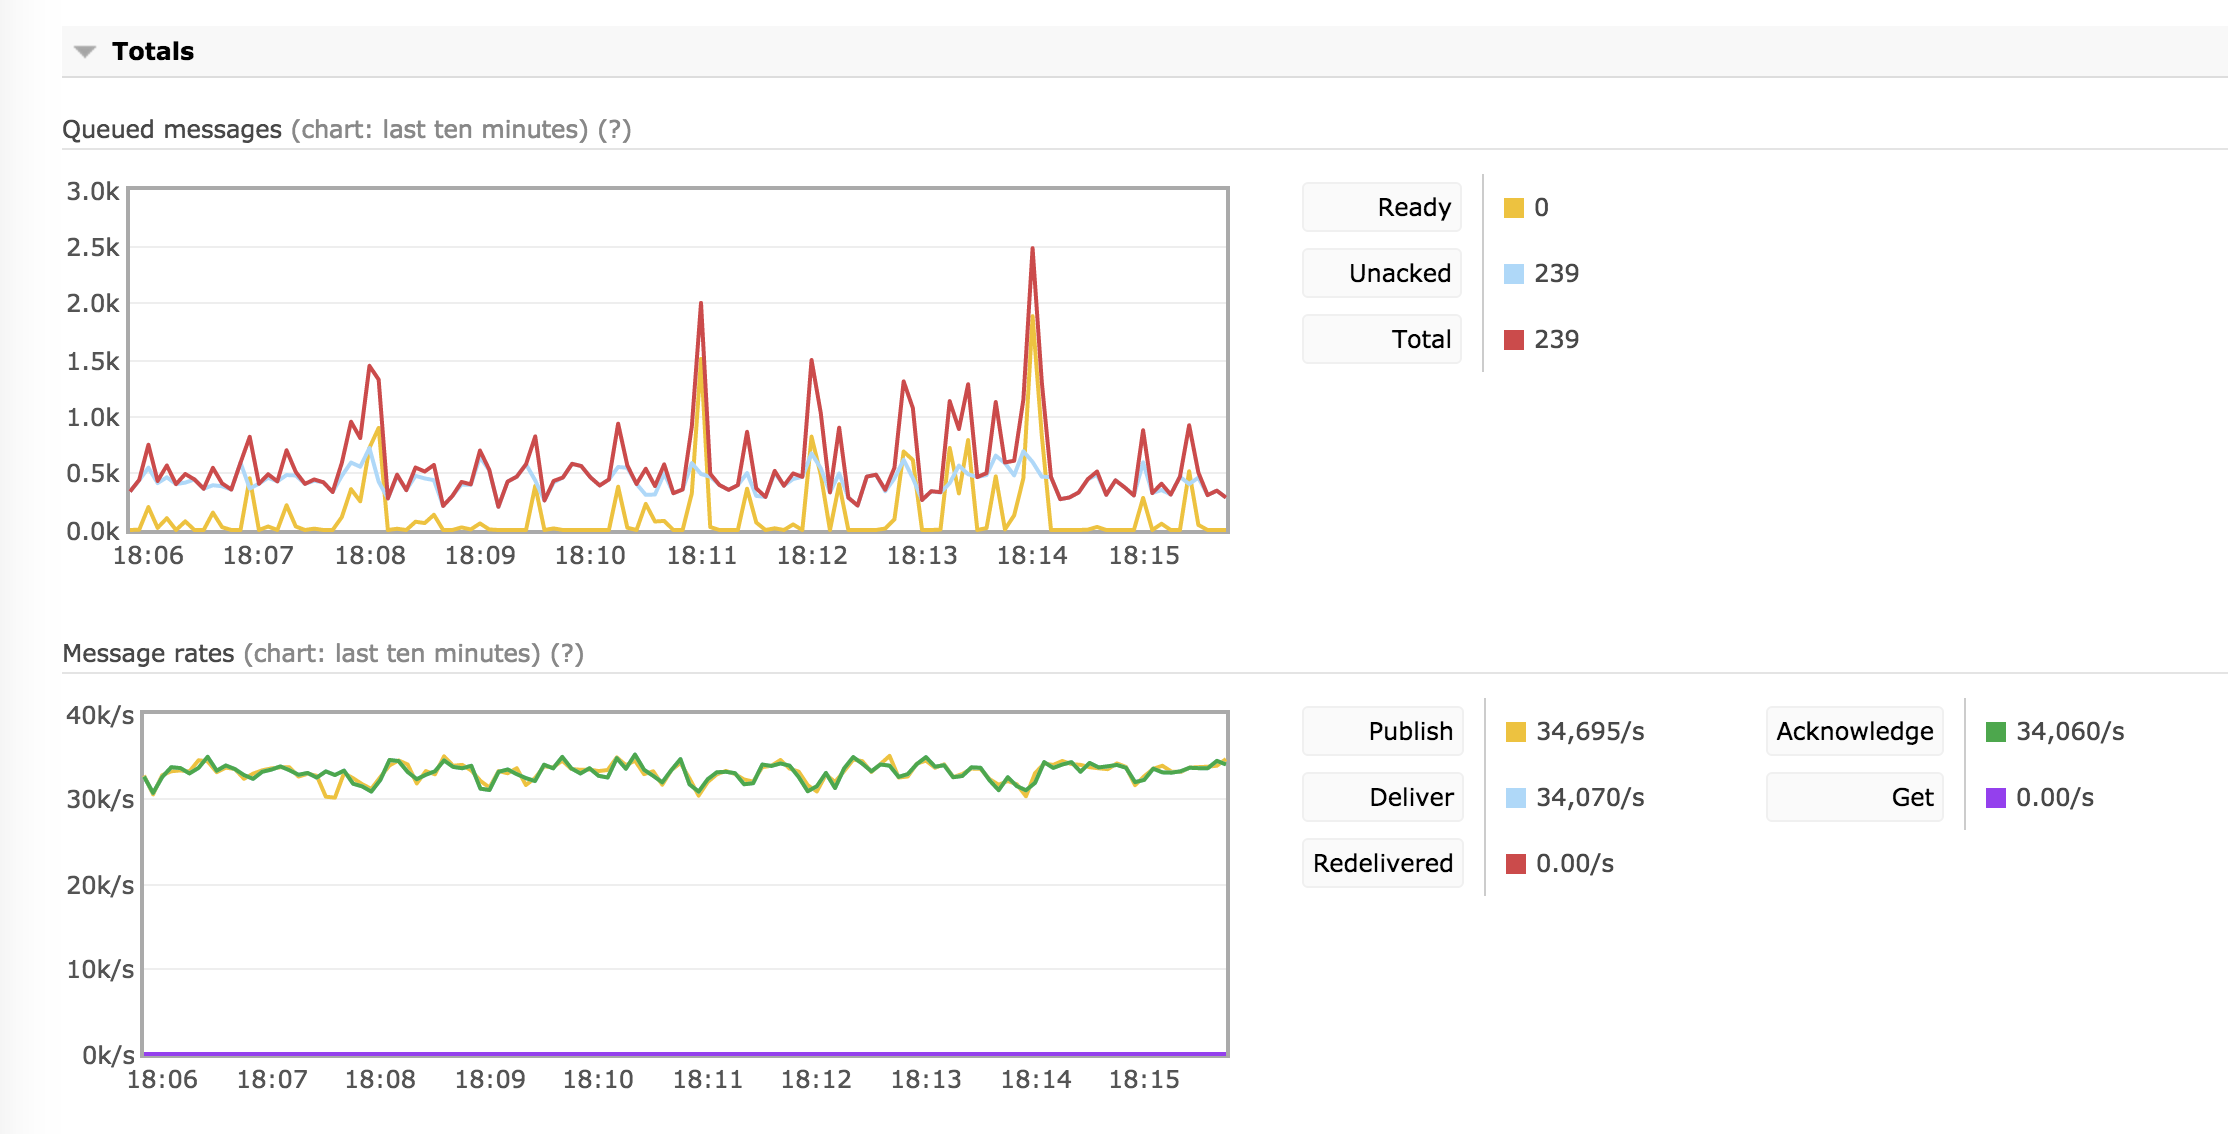 Totals
Queued messages (chart: last ten minutes) (?)
3.0k
2.5k
2.0k
1.5k
1.0k
0.5k
0.0k
18:06 18:07 18:08 18:09 18:10 18:11 18:12 18:13 18:14 18:15
Ready 0
Unacked 239
Total 239
Message rates (chart: last ten minutes) (?)
40k/s
30k/s
20k/s
10k/s
0k/s
18:06 18:07 18:08 18:09 18:10 18:11 18:12 18:13 18:14 18:15
Publish 34,695/s Acknowledge 34,060/s
Deliver 34,070/s Get 0.00/s
Redelivered 0.00/s